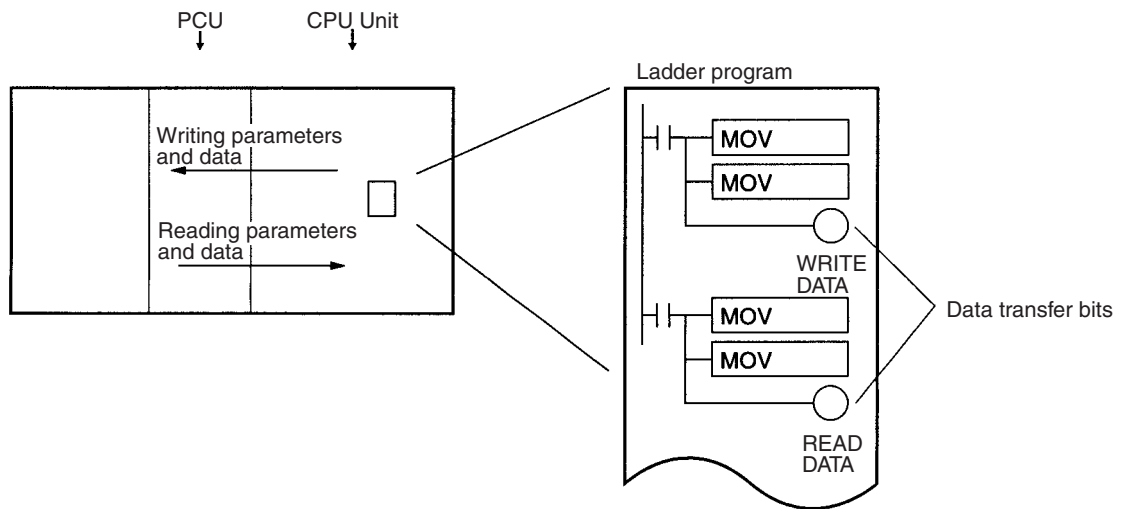 PCU
CPU Unit
Writing parameters
and data
Reading parameters
and data
Ladder program
MOV
MOV
WRITE
DATA
MOV
MOV
READ
DATA
Data transfer bits